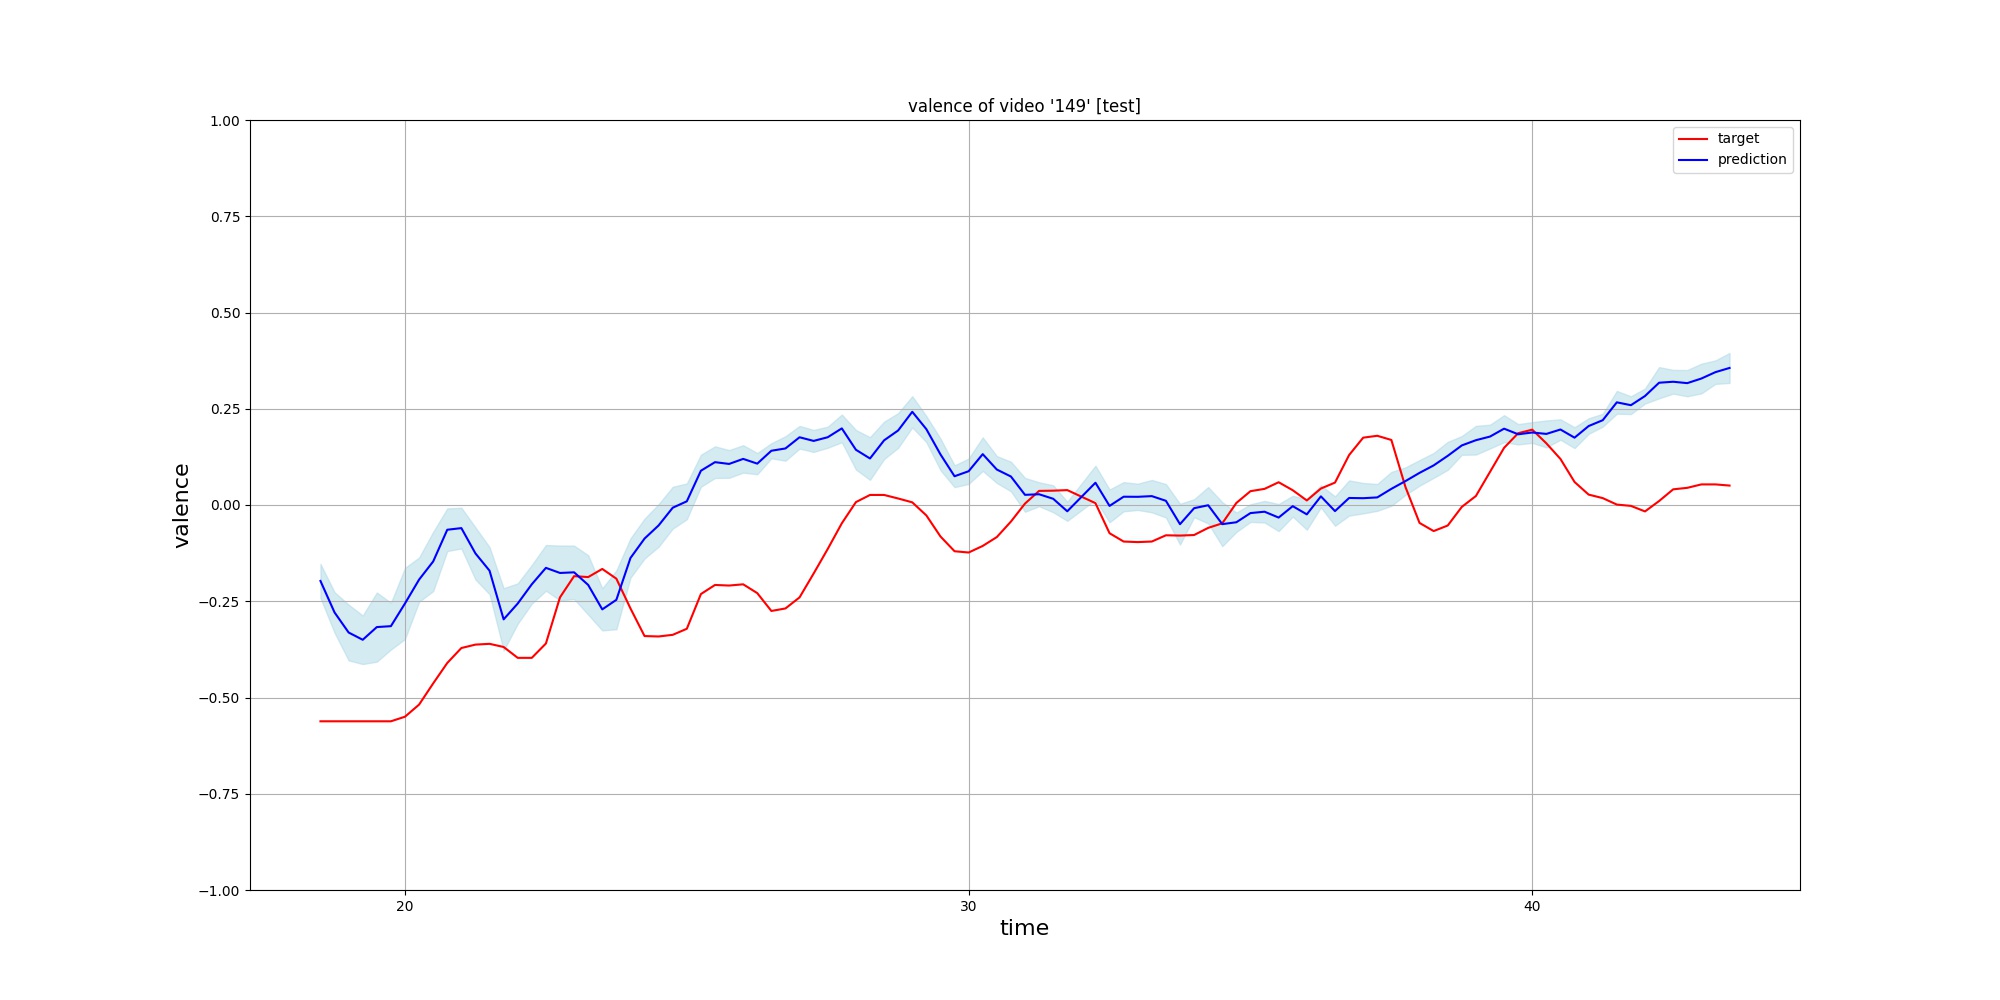 valence of video '149' [test]
target
prediction
1.00
0.75
0.50
0.25
0.00
−0.25
−0.50
−0.75
−1.00
valence
20 30 40
time